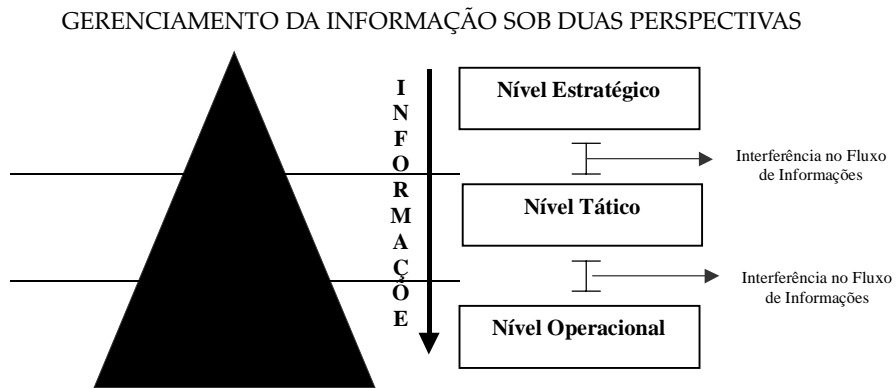 GERENCIAMENTO DA INFORMAÇÃO SOB DUAS PERSPECTIVAS
I
N
F
O
R
M
A
Ç
Õ
E
Nível Estratégico
Interferência no Fluxo
de Informações
Nível Tático
Interferência no Fluxo
de Informações
Nível Operacional